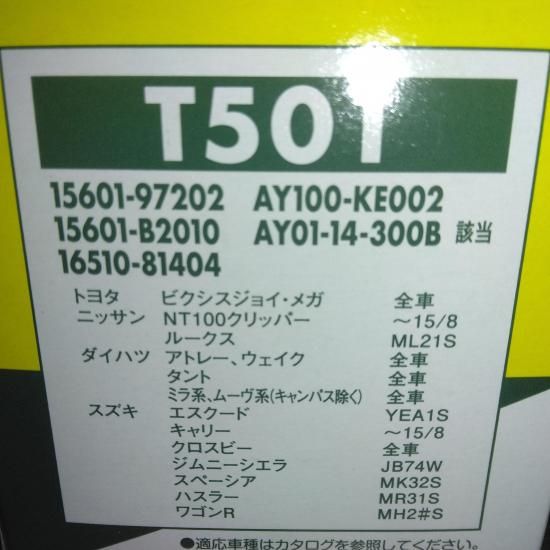 T501
15601-97202 AY100-KE002
15601-B2010 AY01-14-300B 該当
16510-81404
トヨタ ビクシスジョイ・メガ 全車
ニッサン NT100クリッパー ～15/8
ルークス ML21S
ダイハツ アトレー、ウェイク 全車
タント 全車
ミラ系、ムーヴ系(キャンバス除く) 全車
スズキ エスクード YEA1S
キャリー ～15/8
クロスビー 全車
ジムニーシエラ JB74W
スペーシア MK32S
ハスラー MR31S
ワゴンR MH2#S
●適応車種はカタログを参照してください。